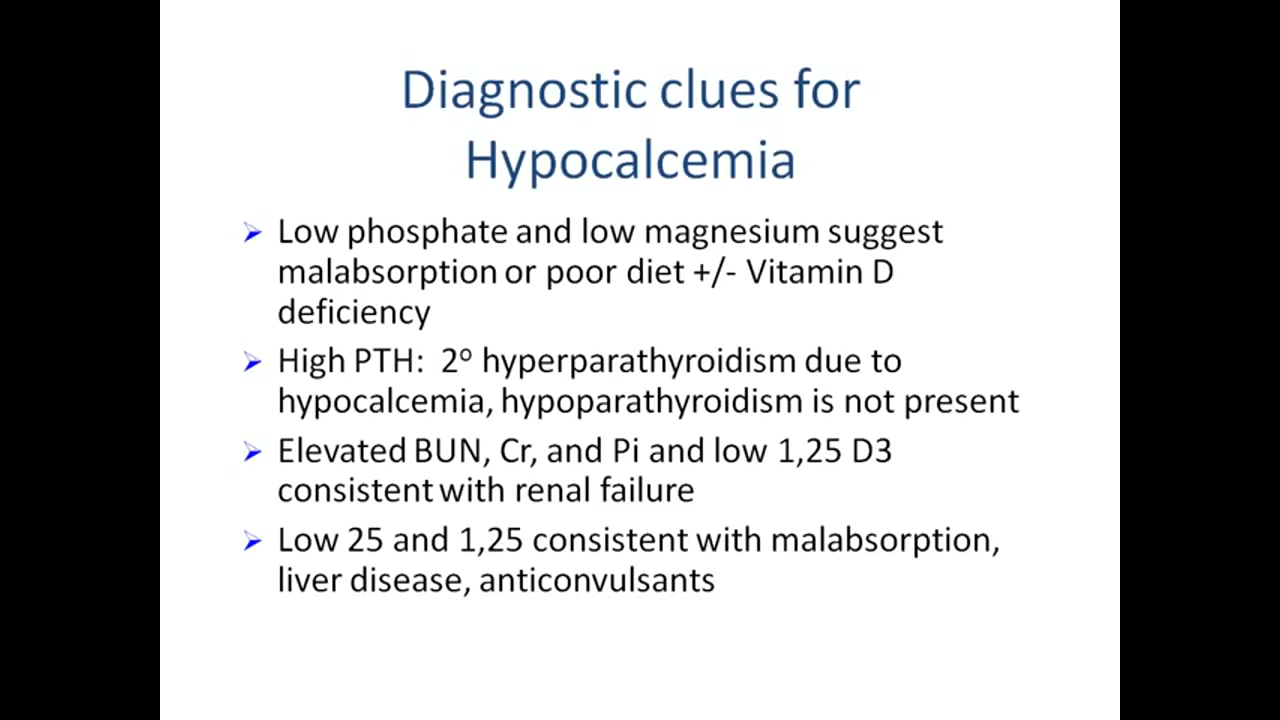 Diagnostic clues for
Hypocalcemia
Low phosphate and low magnesium suggest
malabsorption or poor diet +/- Vitamin D
deficiency
High PTH: 2º hyperparathyroidism due to
hypocalcemia, hypoparathyroidism is not present
Elevated BUN, Cr, and Pi and low 1,25 D3
consistent with renal failure
Low 25 and 1,25 consistent with malabsorption,
liver disease, anticonvulsants